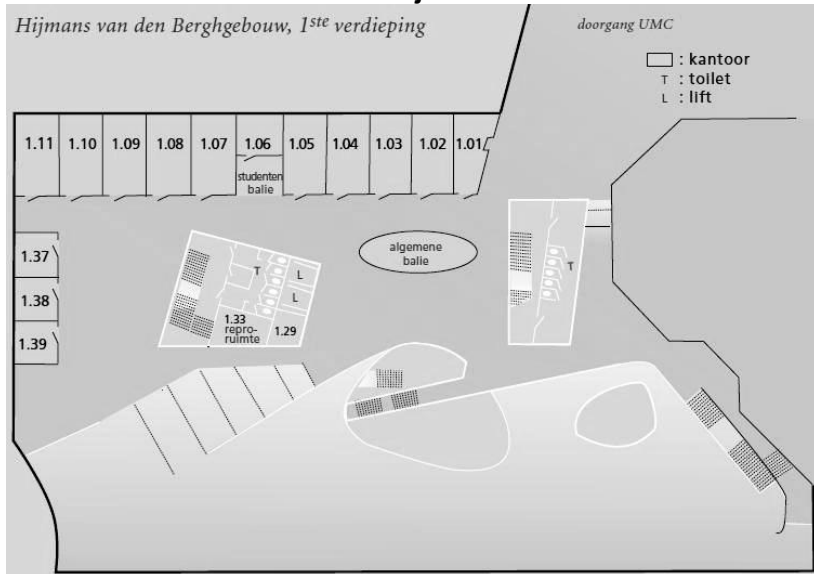 Hijmans van den Berghgebouw, 1ste verdieping
doorgang UMC
: kantoor
T : toilet
L : lift
1.11
1.10
1.09
1.08
1.07
1.06
1.05
1.04
1.03
1.02
1.01
studenten
balie
1.37
1.38
1.39
T
L
L
1.33
repro-
ruimte
1.29
algemene
balie
T